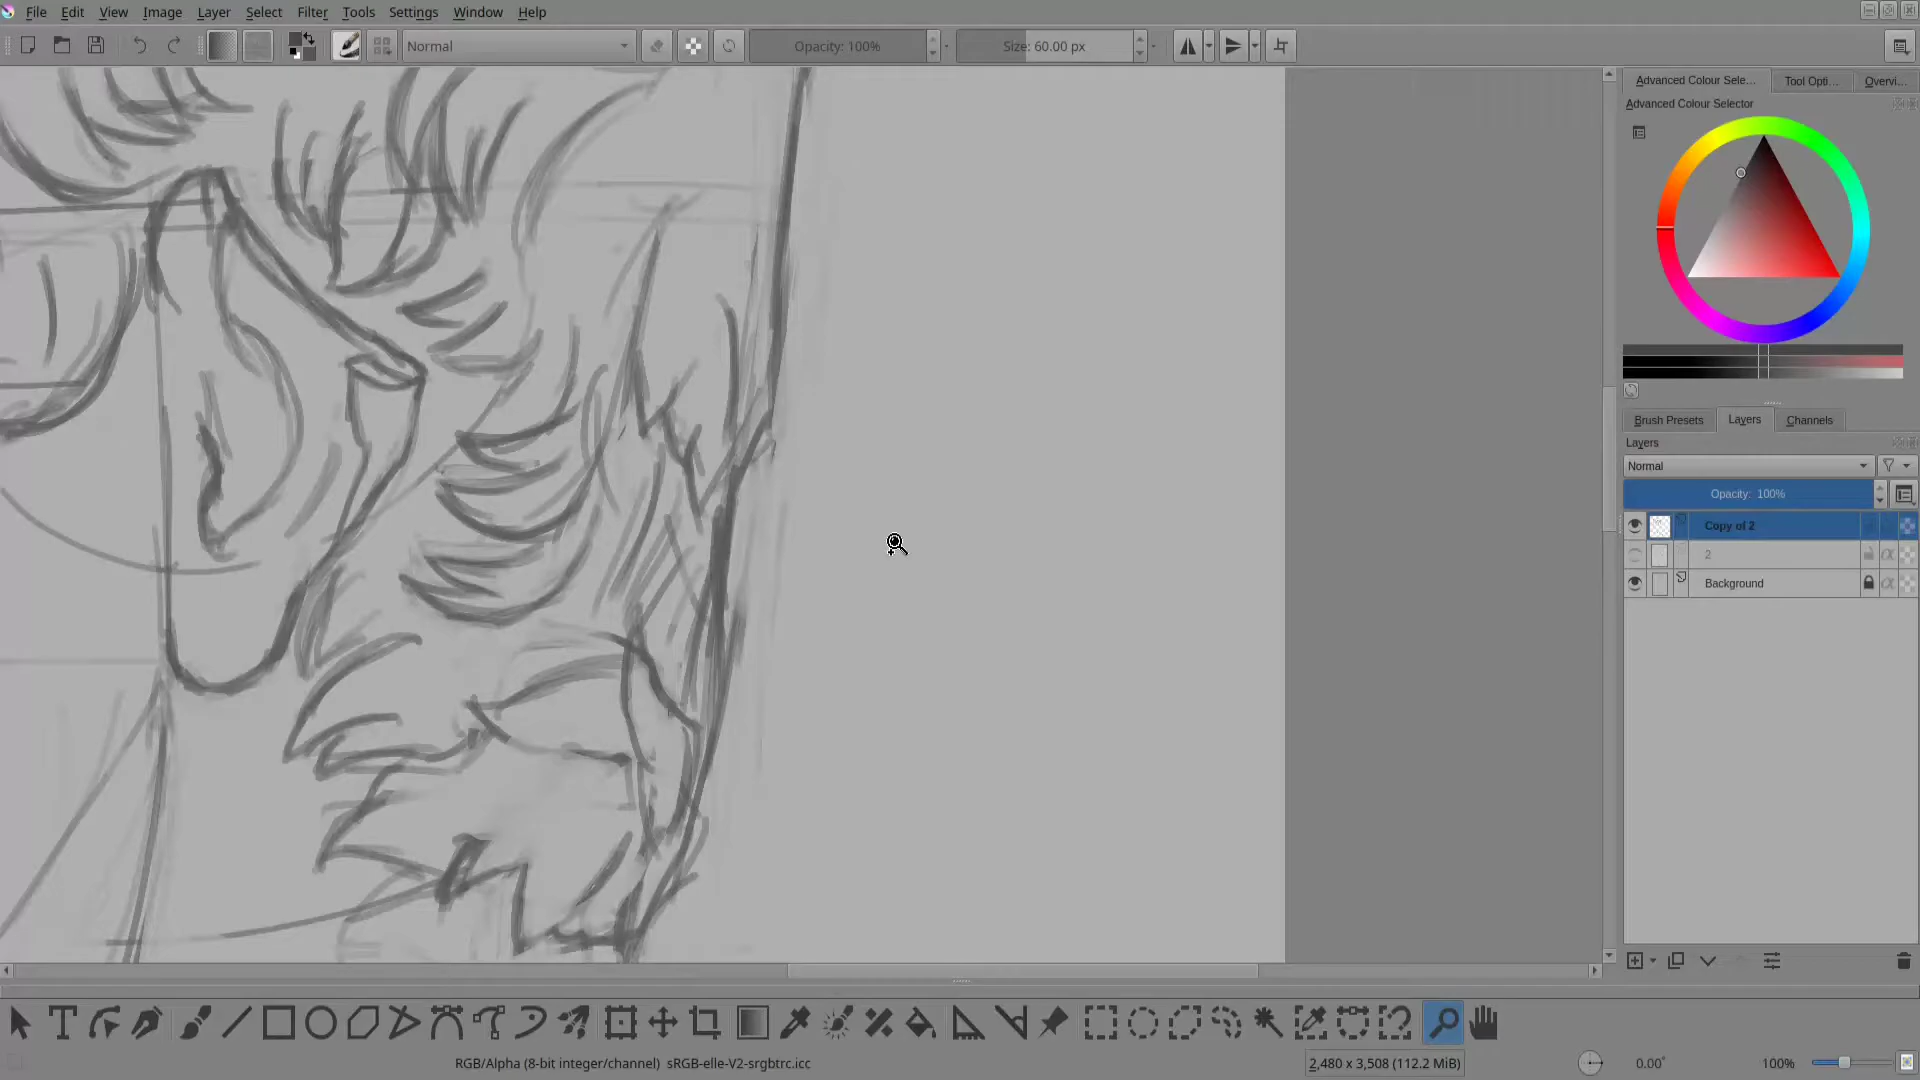 File Edit View Image Layer Select Filter Tools Settings Window Help
Normal Opacity: 100% Size: 60.00 px
Advanced Colour Sele... Tool Opti... Overvi...
Advanced Colour Selector
Brush Presets Layers Channels
Layers
Normal
Opacity: 100%
Copy of 2
2
Background
RGB/Alpha (8-bit integer/channel) sRGB-elle-V2-srgbtrc.icc 2,480 x 3,508 (112.2 MiB) 0.00° 100%